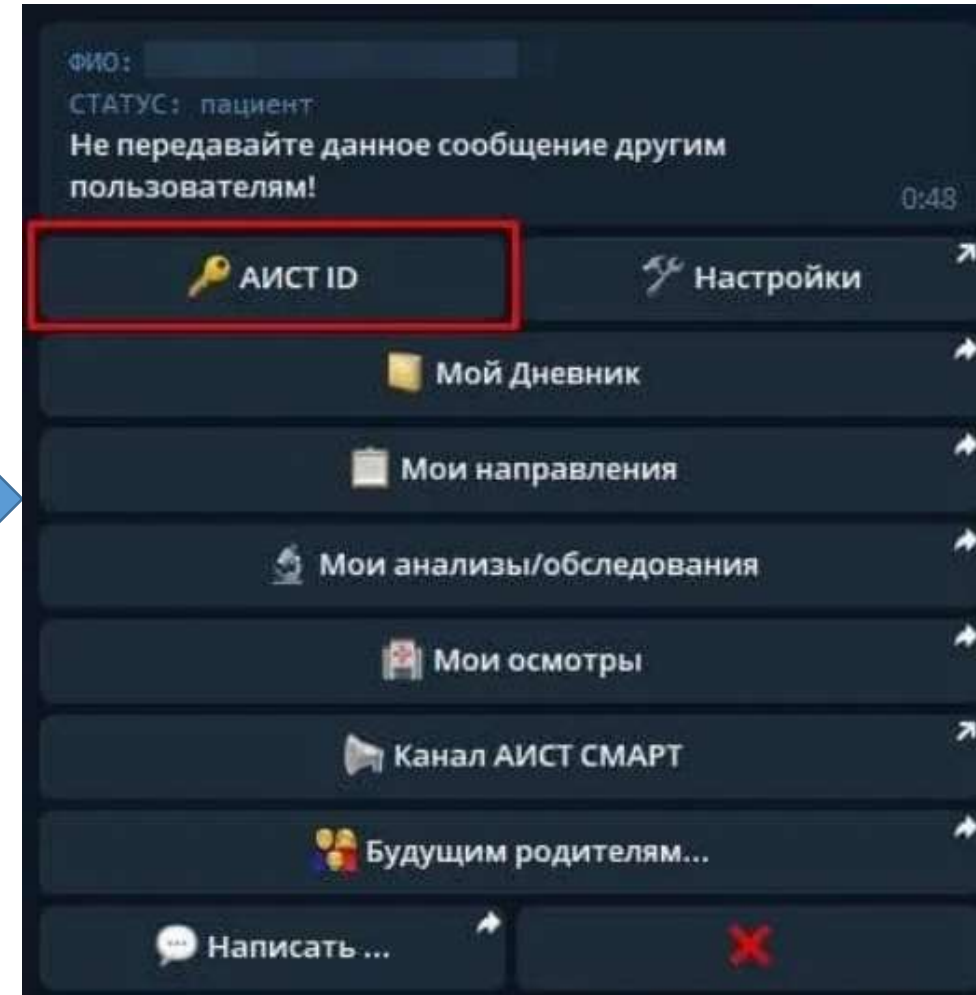 ФИО:
СТАТУС: пациент
Не передавайте данное сообщение другим
пользователям!
0:48
АИСТ ID
Настройки
Мой Дневник
Мои направления
Мои анализы/обследования
Мои осмотры
Канал АИСТ СМАРТ
Будущим родителям...
Написать ...